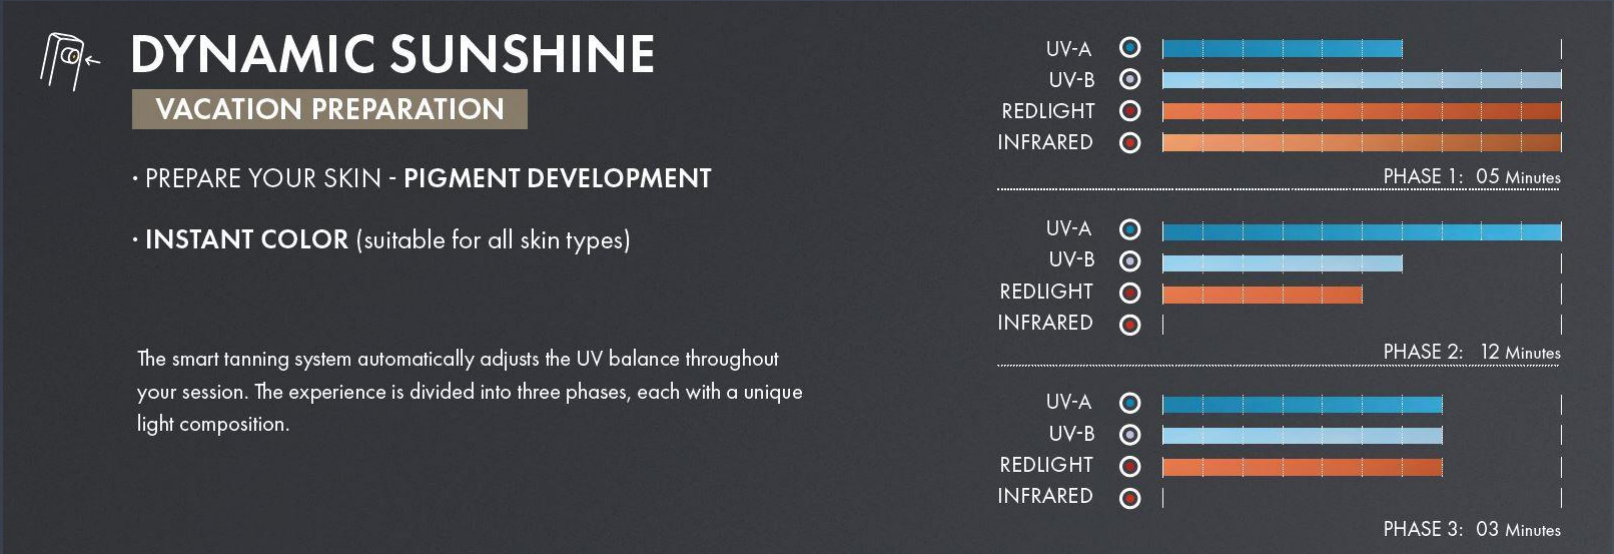 DYNAMIC SUNSHINE
VACATION PREPARATION
· PREPARE YOUR SKIN - PIGMENT DEVELOPMENT
· INSTANT COLOR (suitable for all skin types)
The smart tanning system automatically adjusts the UV balance throughout
your session. The experience is divided into three phases, each with a unique
light composition.
UV-A
UV-B
REDLIGHT
INFRARED
PHASE 1: 05 Minutes
UV-A
UV-B
REDLIGHT
INFRARED
PHASE 2: 12 Minutes
UV-A
UV-B
REDLIGHT
INFRARED
PHASE 3: 03 Minutes